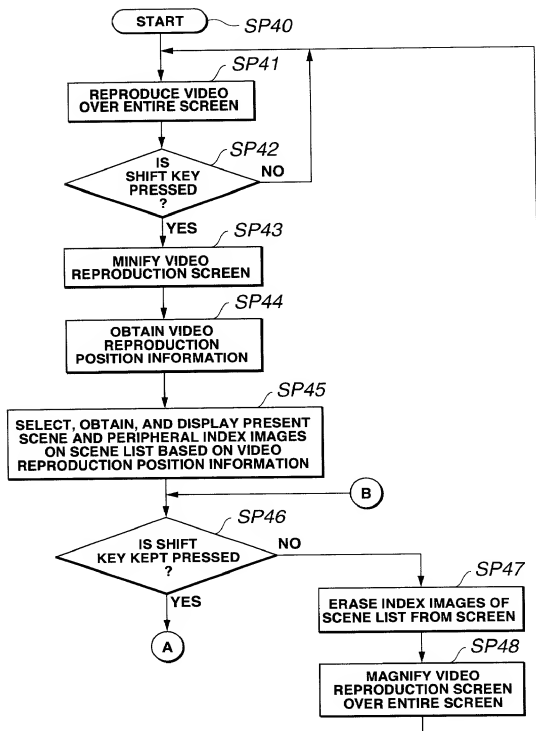 START
SP40
SP41
REPRODUCE VIDEO
OVER ENTIRE SCREEN
SP42
IS
SHIFT KEY
PRESSED
?
NO
YES
SP43
MINIFY VIDEO
REPRODUCTION SCREEN
SP44
OBTAIN VIDEO
REPRODUCTION
POSITION INFORMATION
SP45
SELECT, OBTAIN, AND DISPLAY PRESENT
SCENE AND PERIPHERAL INDEX IMAGES
ON SCENE LIST BASED ON VIDEO
REPRODUCTION POSITION INFORMATION
B
SP46
IS SHIFT
KEY KEPT PRESSED
?
NO
YES
A
SP47
ERASE INDEX IMAGES OF
SCENE LIST FROM SCREEN
SP48
MAGNIFY VIDEO
REPRODUCTION SCREEN
OVER ENTIRE SCREEN